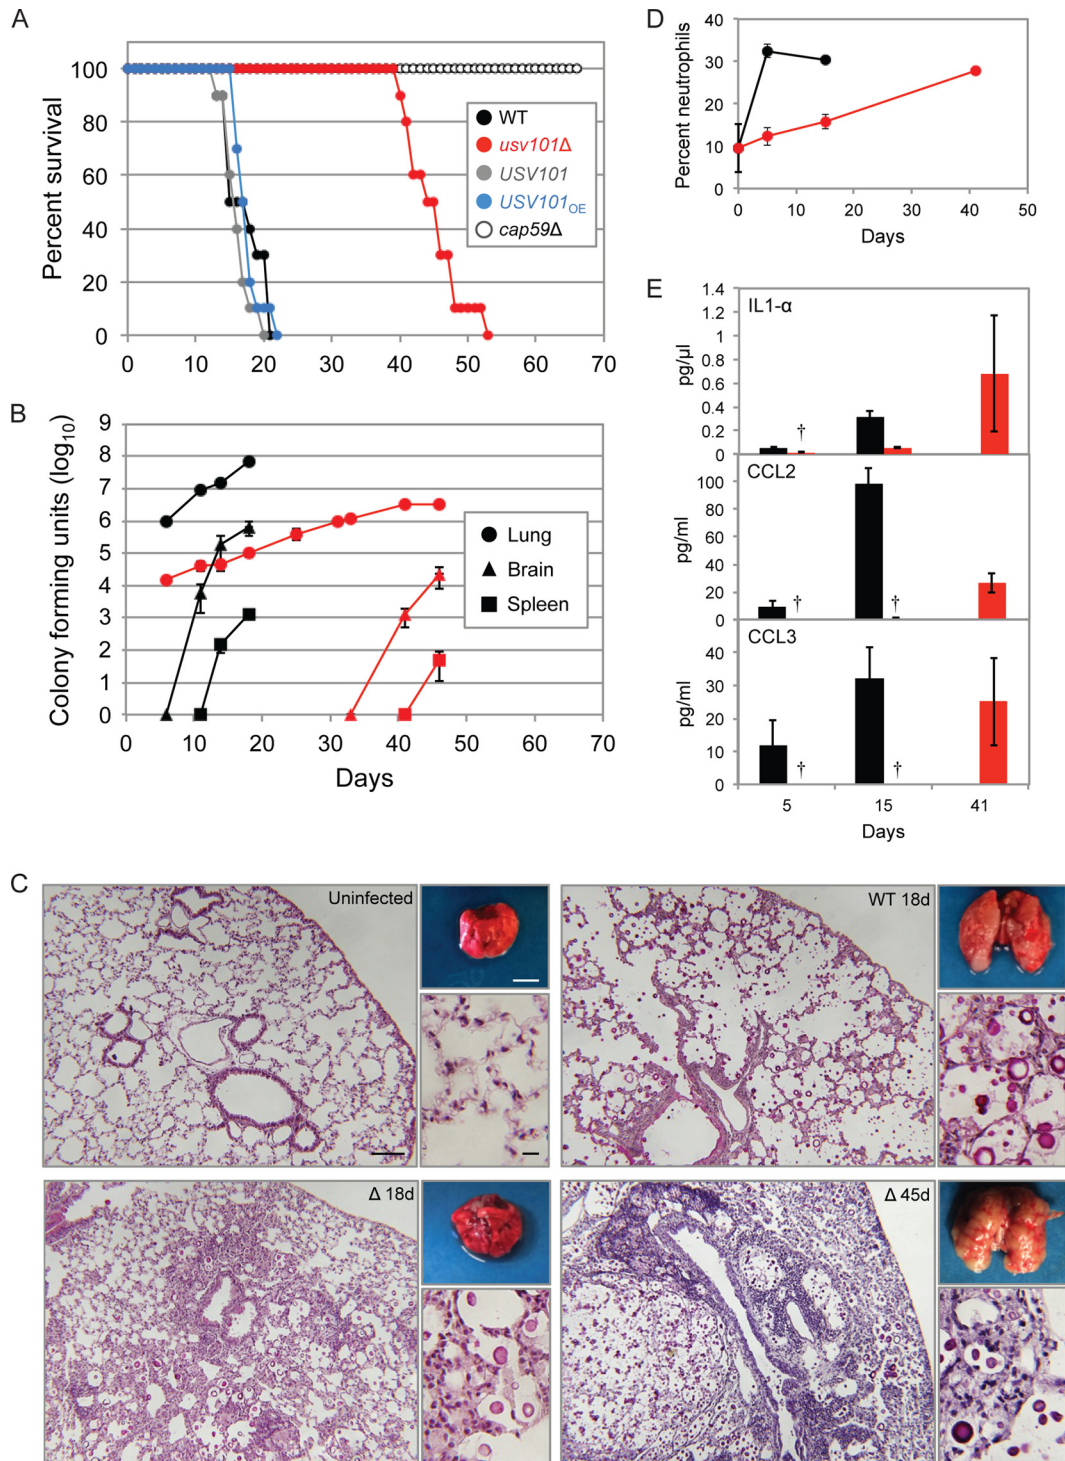 A
Percent survival
100
80
60
40
20
0
0 10 20 30 40 50 60 70
WT
usv101Δ
USV101
USV101OE
cap59Δ
B
Colony forming units (log10)
9
8
7
6
5
4
3
2
1
0
0 10 20 30 40 50 60 70
Days
Lung
Brain
Spleen
D
Percent neutrophils
40
30
20
10
0
0 10 20 30 40 50
Days
E
IL1-α
pg/μl
1.4
1.2
1
0.8
0.6
0.4
0.2
0
†
CCL2
pg/ml
100
80
60
40
20
0
† †
CCL3
pg/ml
40
30
20
10
0
† †
5 15 41
Days
C
Uninfected
WT 18d
Δ 18d
Δ 45d